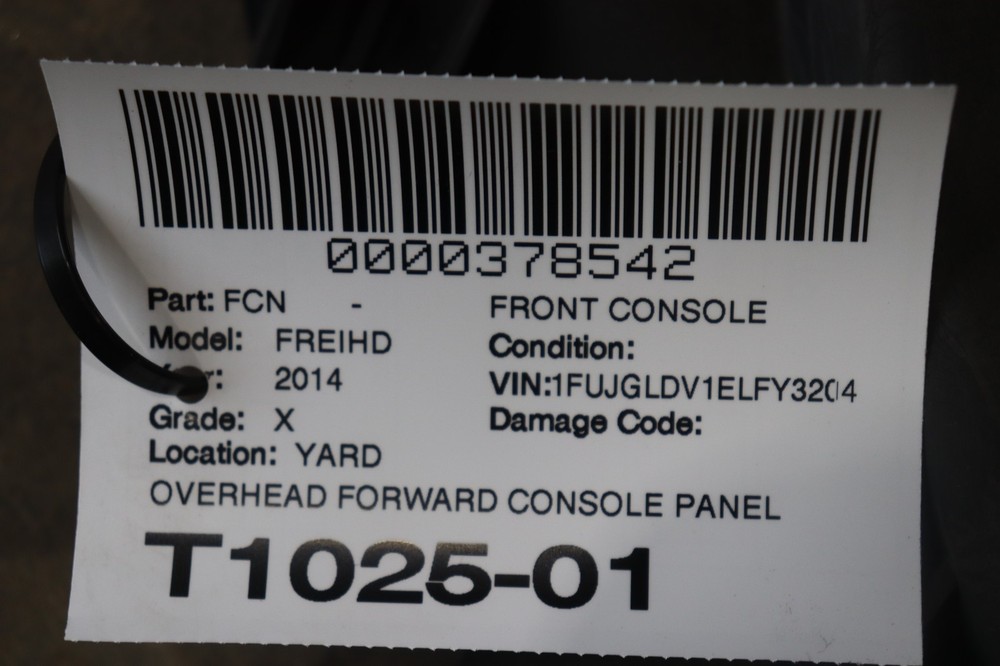 0000378542
Part: FCN - FRONT CONSOLE
Model: FREIHD Condition:
2014 VIN:1FUJGLDV1ELFY3204
Grade: X Damage Code:
Location: YARD
OVERHEAD FORWARD CONSOLE PANEL
T1025-01